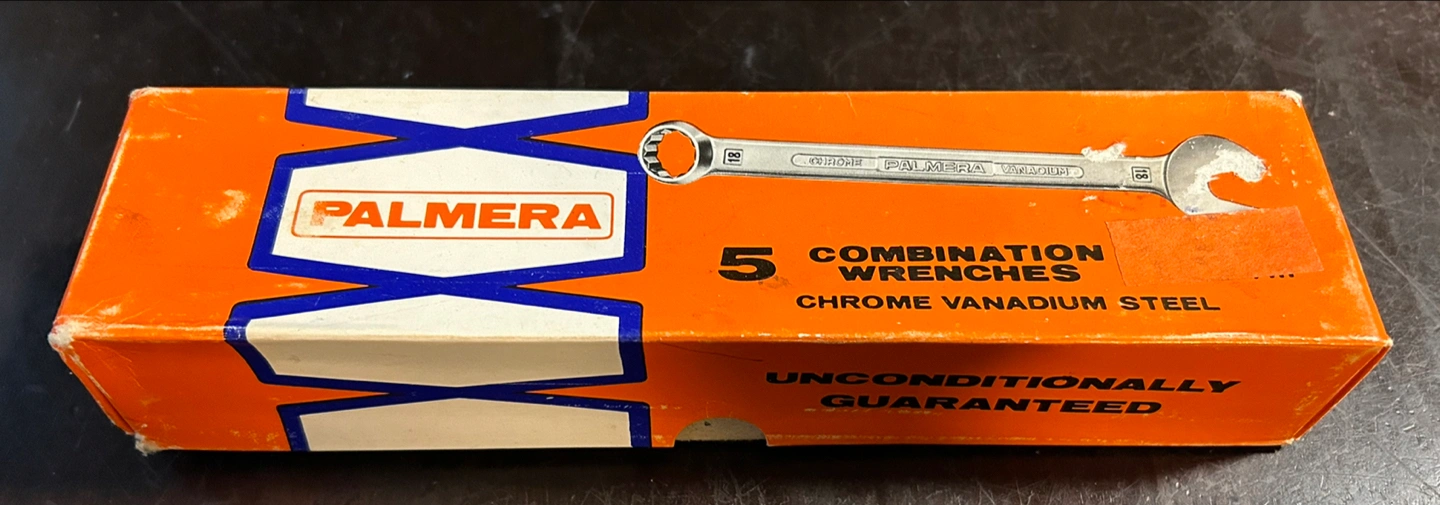 PALMERA
18 CHROME PALMERA VANADIUM 18
5 COMBINATION
WRENCHES
CHROME VANADIUM STEEL
UNCONDITIONALLY
GUARANTEED